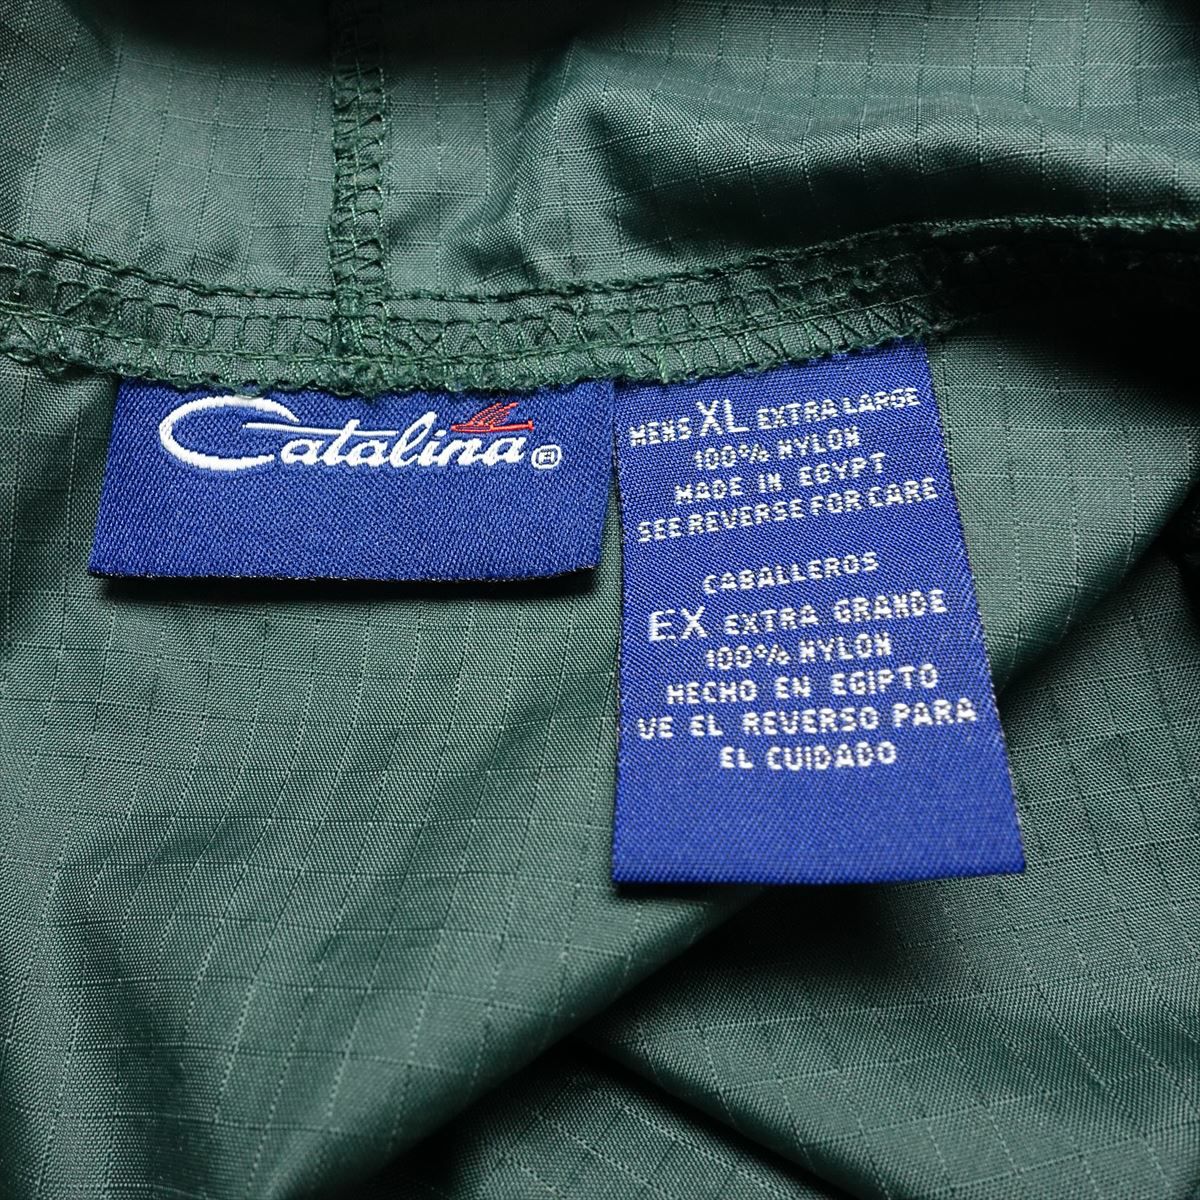 Catalina®
MENS XL EXTRA LARGE
100% NYLON
MADE IN EGYPT
SEE REVERSE FOR CARE
CABALLEROS
EX EXTRA GRANDE
100% NYLON
HECHO EN EGIPTO
VE EL REVERSO PARA
EL CUIDADO